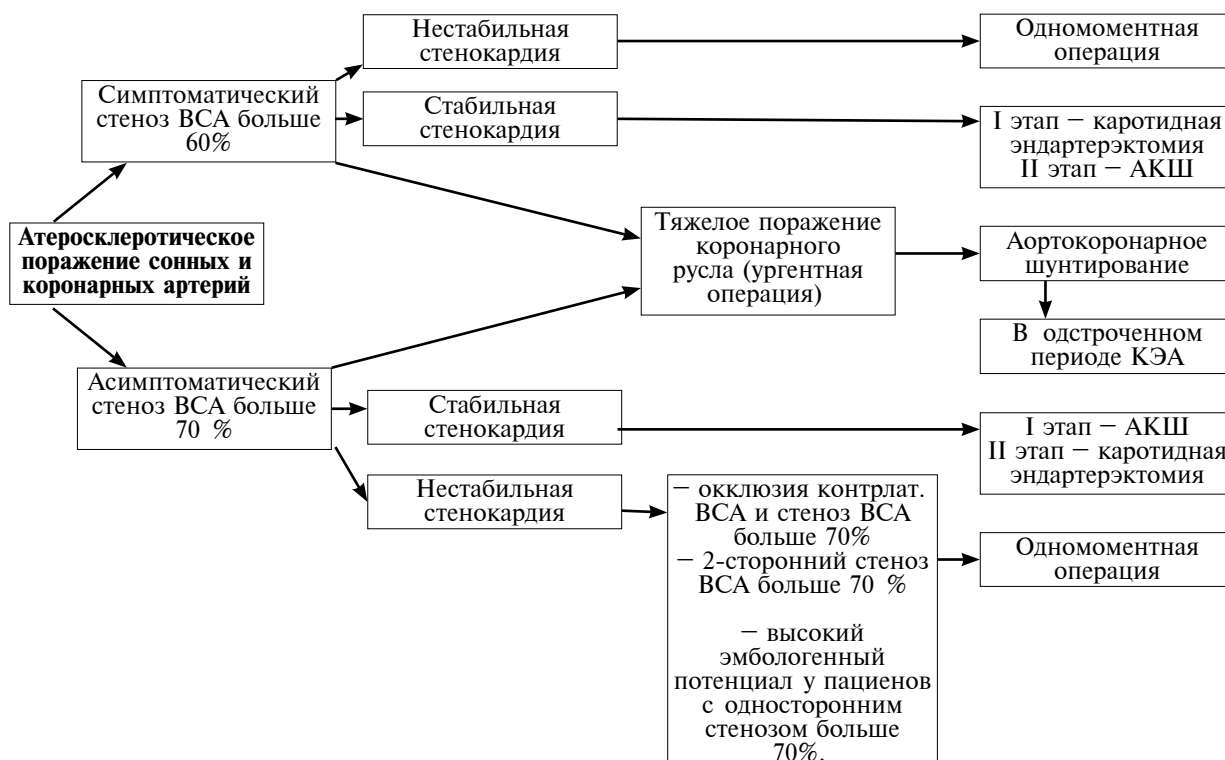 Нестабильная
стенокардия
Одномоментная
операция
Симптоматический
стеноз ВСА больше
60%
Стабильная
стенокардия
I этап – каротидная
эндартерэктомия
II этап – АКШ
Атеросклеротическое
поражение сонных и
коронарных артерий
Тяжелое поражение
коронарного
русла (ургентная
операция)
Аортокоронарное
шунтирование
В одстроченном
периоде КЭА
Асимптоматический
стеноз ВСА больше
70 %
Стабильная
стенокардия
I этап – АКШ
II этап – каротидная
эндартерэктомия
Нестабильная
стенокардия
– окклюзия контрлат.
ВСА и стеноз ВСА
больше 70%
– 2-сторонний стеноз
ВСА больше 70 %
– высокий
эмбологенный
потенциал у пациенов
с односторонним
стенозом больше
70%.
Одномоментная
операция